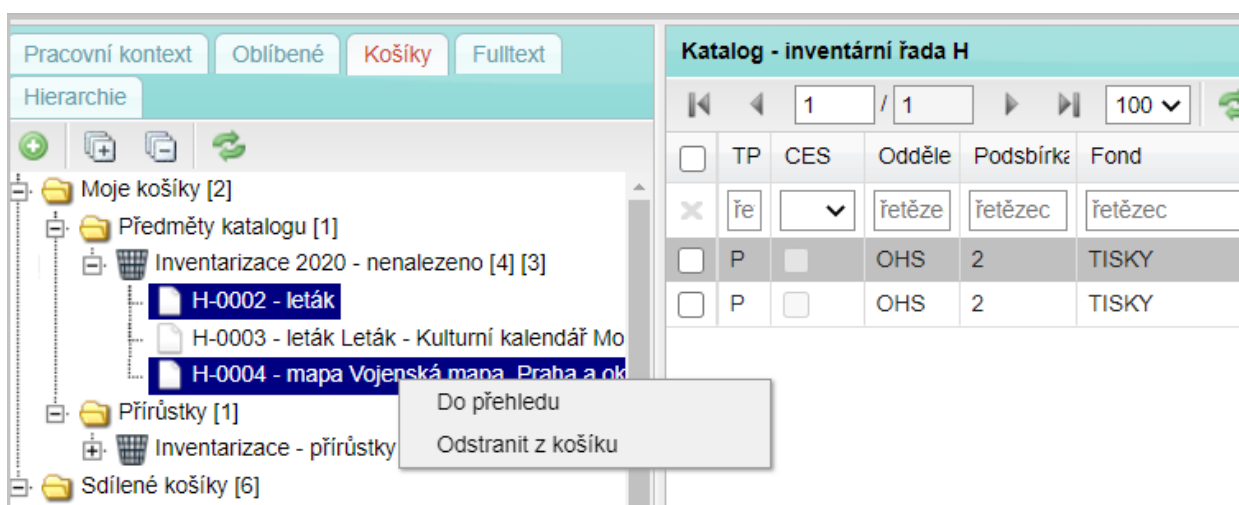 Pracovní kontext Oblíbené Košíky Fulltext
Hierarchie
Moje košíky [2]
Předměty katalogu [1]
Inventarizace 2020 - nenalezeno [4] [3]
H-0002 - leták
H-0003 - leták Leták - Kulturní kalendář Mo
H-0004 - mapa Vojenská mapa, Praha a ok
Přírůstky [1]
Inventarizace - přírůstky
Sdílené košíky [6]
Do přehledu
Odstranit z košíku
Katalog - inventární řada H
1 / 1 100
TP CES Odděle Podsbírka Fond
ře řetěze řetězec řetězec
P OHS 2 TISKY
P OHS 2 TISKY